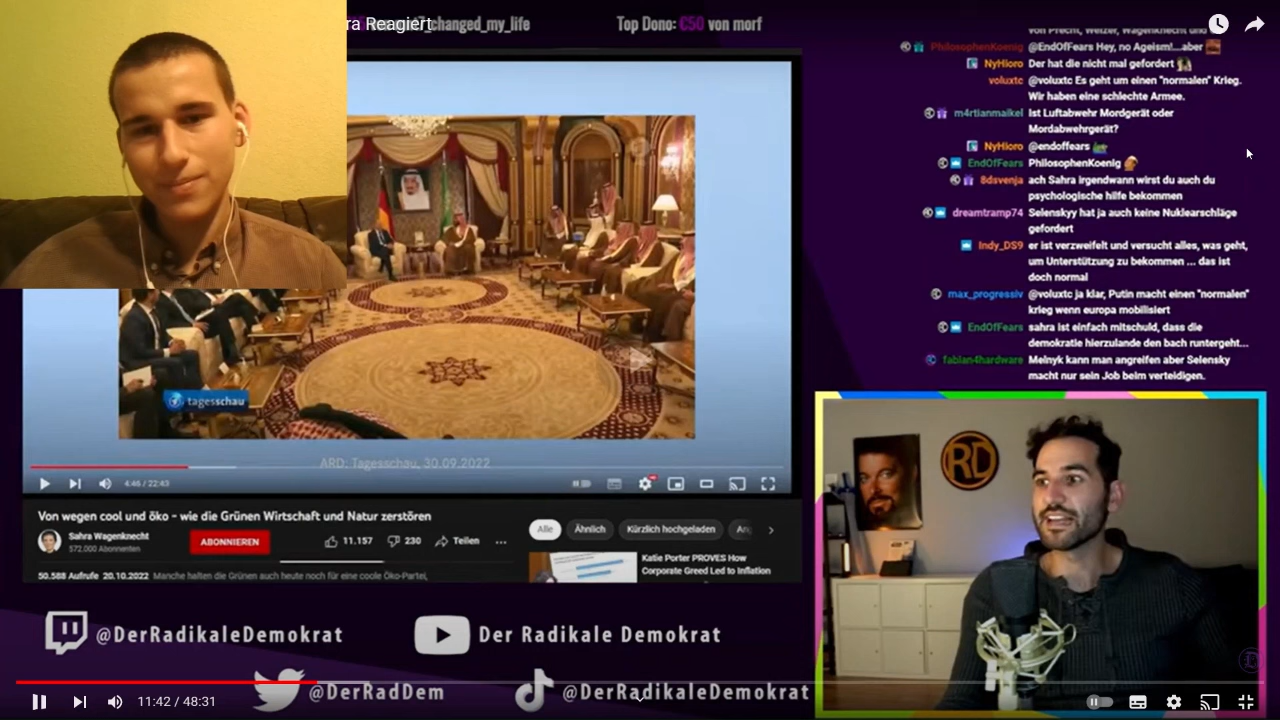 ra Reagiert
changed_my_life
Top Dono: €50 von morf
von Precht, Welzer, Wagenknecht und
PhilosophenKoenig @EndOfFears Hey, no Ageism!...aber
NyHioro Der hat die nicht mal gefordert
voluxtc @voluxtc Es geht um einen "normalen" Krieg.
Wir haben eine schlechte Armee.
m4rtianmaikel Ist Luftabwehr Mordgerät oder
Mordabwehrgerät?
NyHioro @endoffears
EndOfFears PhilosophenKoenig
8dsvenja ach Sahra irgendwann wirst du auch du
psychologische hilfe bekommen
dreamtramp74 Selenskyy hat ja auch keine Nuklearschläge
gefordert
Indy_DS9 er ist verzweifelt und versucht alles, was geht,
um Unterstützung zu bekommen ... das ist
doch normal
max_progressiv @voluxtc ja klar, Putin macht einen "normalen"
krieg wenn europa mobilisiert
EndOfFears sahra ist einfach mitschuld, dass die
demokratie hierzulande den bach runtergeht...
fabian4hardware Melnyk kann man angreifen aber Selensky
macht nur sein Job beim verteidigen.
tagesschau
ARD: Tagesschau, 30.09.2022
4:46 / 22:43
Von wegen cool und öko – wie die Grünen Wirtschaft und Natur zerstören
Sahra Wagenknecht
572.000 Abonnenten
ABONNIEREN
11.157
230
Teilen
50.588 Aufrufe 20.10.2022 Manche halten die Grünen auch heute noch für eine coole Öko-Partei,
Alle
Ähnlich
Kürzlich hochgeladen
Katie Porter PROVES How
Corporate Greed Led to Inflation
RD
@DerRadikaleDemokrat
Der Radikale Demokrat
@DerRadDem
@DerRadikaleDemokrat
11:42 / 48:31